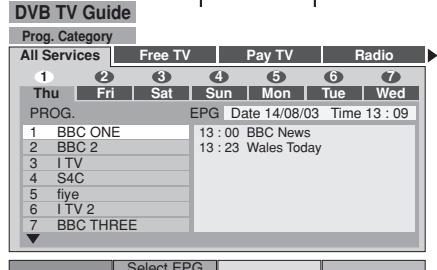 DVB TV Guide
Prog. Category
All Services Free TV Pay TV Radio
1 2 3 4 5 6 7
Thu Fri Sat Sun Mon Tue Wed
PROG. EPG Date 14/08/03 Time 13 : 09
1 BBC ONE 13 : 00 BBC News
2 BBC 2 13 : 23 Wales Today
3 I TV
4 S4C
5 fiye
6 I TV 2
7 BBC THREE
Select EPG